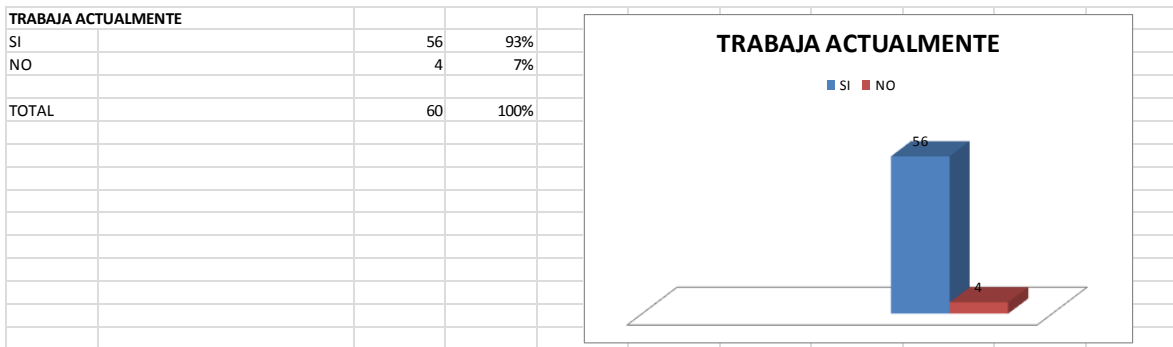 TRABAJA ACTUALMENTE
SI 56 93%
NO 4 7%
TOTAL 60 100%
TRABAJA ACTUALMENTE
SI NO
56
4